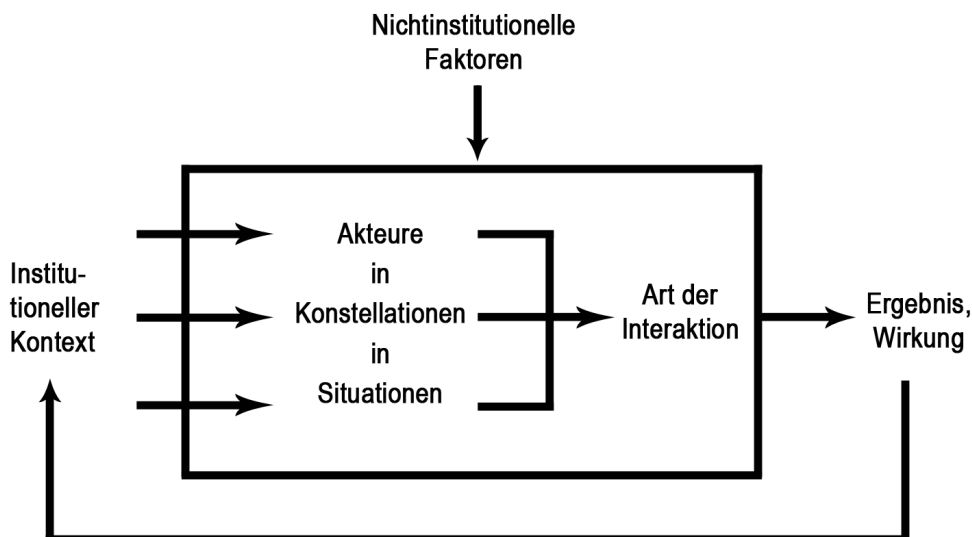 Nichtinstitutionelle
Faktoren
Institu-
tioneller
Kontext
Akteure
in
Konstellationen
in
Situationen
Art der
Interaktion
Ergebnis,
Wirkung